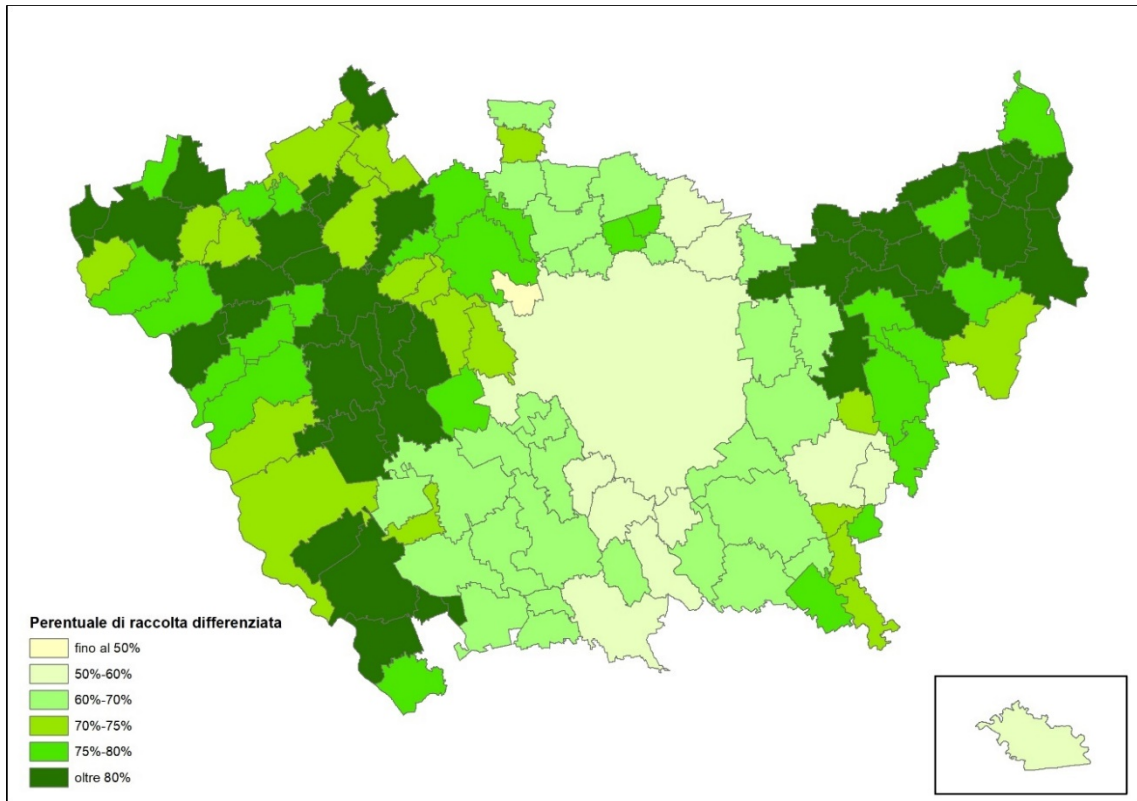 Perentuale di raccolta differenziata
fino al 50%
50%-60%
60%-70%
70%-75%
75%-80%
oltre 80%